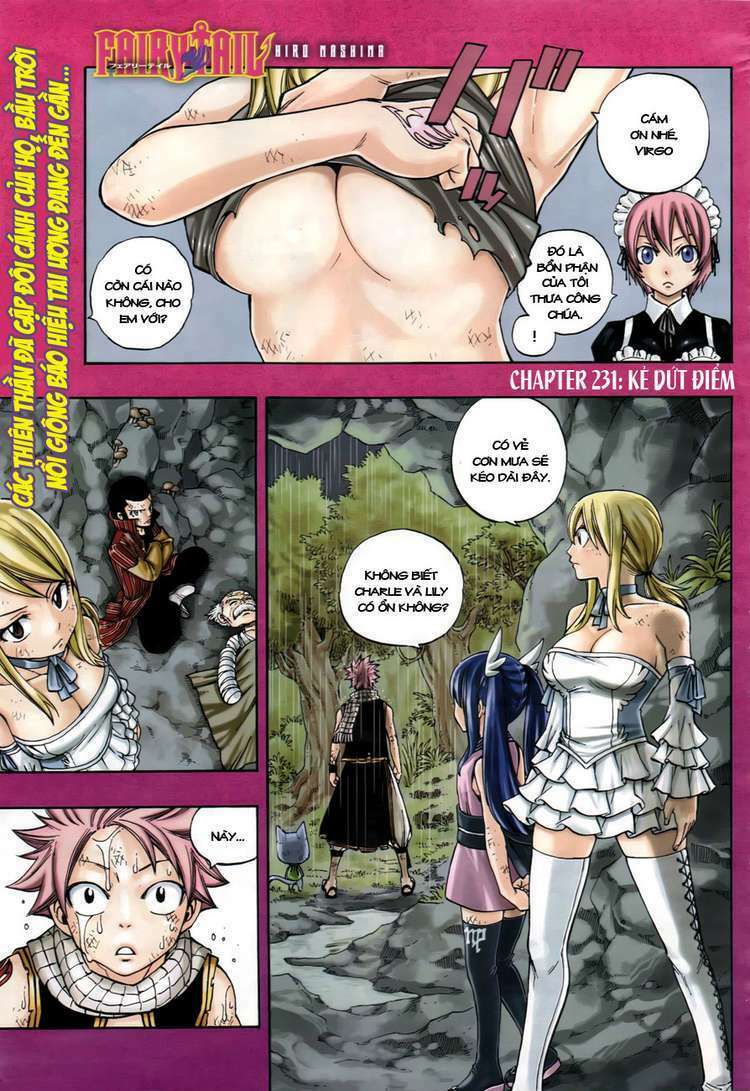 FAIRY TAIL
フェアリーテイル
HIRO MASHIMA
CÁC THIÊN THẦN ĐÃ GẶP ĐÔI CÁNH CỦA HỌ, BẦU TRỜI
NỔI GIÔNG BÁO HIỆU TAI ƯƠNG ĐANG ĐẾN GẦN...
CÁM
ƠN NHÉ,
VIRGO
ĐÓ LÀ
BỔN PHẬN
CỦA TÔI
THƯA CÔNG
CHÚA.
!
CÓ
CỞN CÁI NÀO
KHÔNG, CHO
EM VỚI?
CHAPTER 231: KẺ DỨT ĐIỂM
CÓ VẺ
CƠN MƯA SẼ
KÉO DÀI ĐÂY.
KHÔNG BIẾT
CHARLE VÀ LILY
CÓ ỔN KHÔNG?
NÀY...